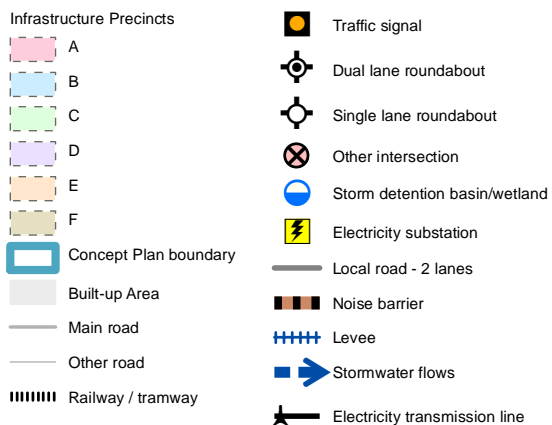 Infrastructure Precincts
A
B
C
D
E
F
Concept Plan boundary
Built-up Area
Main road
Other road
Railway / tramway
Traffic signal
Dual lane roundabout
Single lane roundabout
Other intersection
Storm detention basin/wetland
Electricity substation
Local road - 2 lanes
Noise barrier
Levee
Stormwater flows
Electricity transmission line